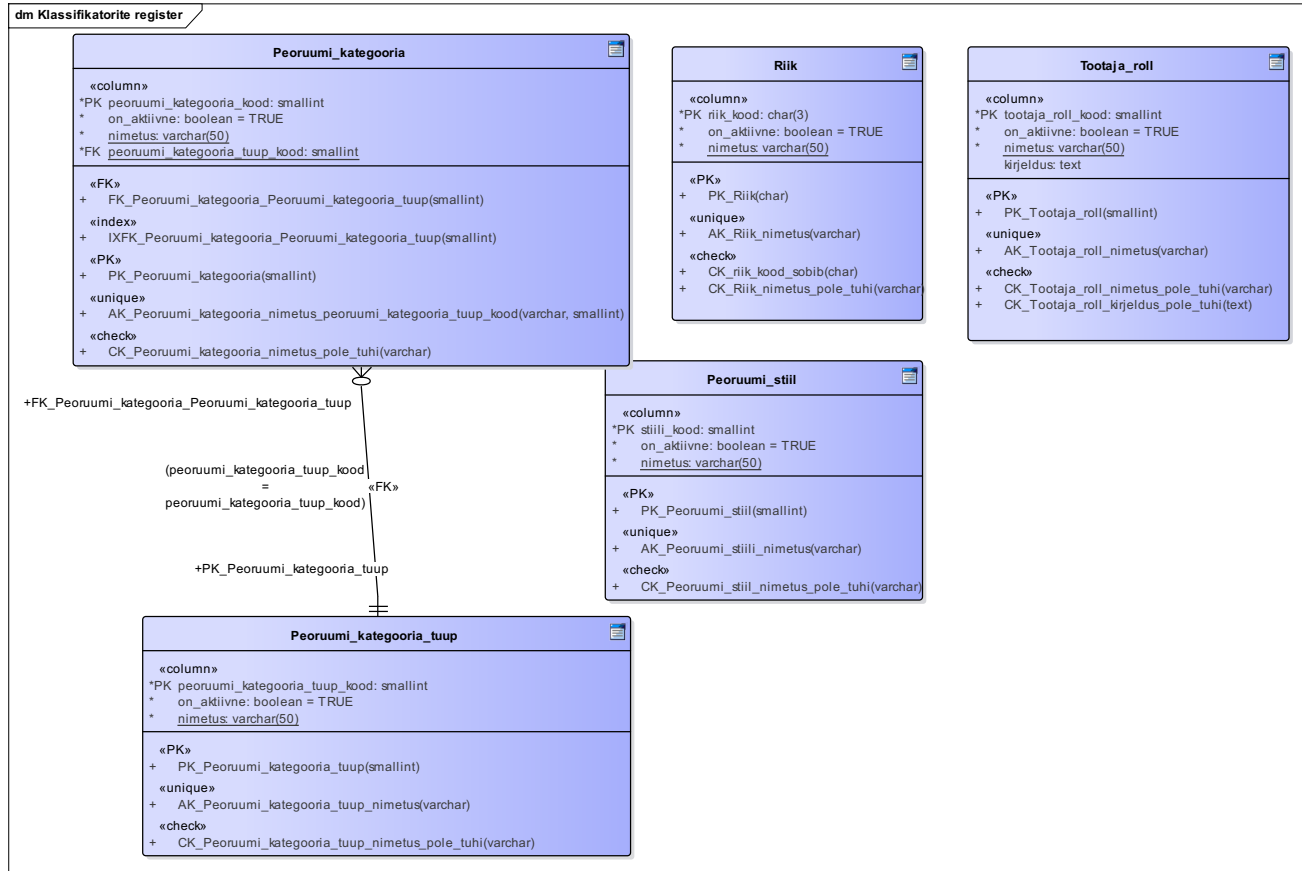 dm Klassifikatorite register
Peoruumi_kategooria
«column»
*PK peoruumi_kategooria_kood: smallint
* on_aktiivne: boolean = TRUE
* nimetus: varchar(50)
*FK peoruumi_kategooria_tuup_kood: smallint
«FK»
+ FK_Peoruumi_kategooria_Peoruumi_kategooria_tuup(smallint)
«index»
+ IXFK_Peoruumi_kategooria_Peoruumi_kategooria_tuup(smallint)
«PK»
+ PK_Peoruumi_kategooria(smallint)
«unique»
+ AK_Peoruumi_kategooria_nimetus_peoruumi_kategooria_tuup_kood(varchar, smallint)
«check»
+ CK_Peoruumi_kategooria_nimetus_pole_tuhi(varchar)
Riik
«column»
*PK riik_kood: char(3)
* on_aktiivne: boolean = TRUE
* nimetus: varchar(50)
«PK»
+ PK_Riik(char)
«unique»
+ AK_Riik_nimetus(varchar)
«check»
+ CK_riik_kood_sobib(char)
+ CK_Riik_nimetus_pole_tuhi(varchar)
Tootaja_roll
«column»
*PK tootaja_roll_kood: smallint
* on_aktiivne: boolean = TRUE
* nimetus: varchar(50)
kirjeldus: text
«PK»
+ PK_Tootaja_roll(smallint)
«unique»
+ AK_Tootaja_roll_nimetus(varchar)
«check»
+ CK_Tootaja_roll_nimetus_pole_tuhi(varchar)
+ CK_Tootaja_roll_kirjeldus_pole_tuhi(text)
+FK_Peoruumi_kategooria_Peoruumi_kategooria_tuup
(peoruumi_kategooria_tuup_kood
=
peoruumi_kategooria_tuup_kood)
«FK»
+PK_Peoruumi_kategooria_tuup
Peoruumi_stiil
«column»
*PK stiili_kood: smallint
* on_aktiivne: boolean = TRUE
* nimetus: varchar(50)
«PK»
+ PK_Peoruumi_stiil(smallint)
«unique»
+ AK_Peoruumi_stiili_nimetus(varchar)
«check»
+ CK_Peoruumi_stiil_nimetus_pole_tuhi(varchar)
Peoruumi_kategooria_tuup
«column»
*PK peoruumi_kategooria_tuup_kood: smallint
* on_aktiivne: boolean = TRUE
* nimetus: varchar(50)
«PK»
+ PK_Peoruumi_kategooria_tuup(smallint)
«unique»
+ AK_Peoruumi_kategooria_tuup_nimetus(varchar)
«check»
+ CK_Peoruumi_kategooria_tuup_nimetus_pole_tuhi(varchar)